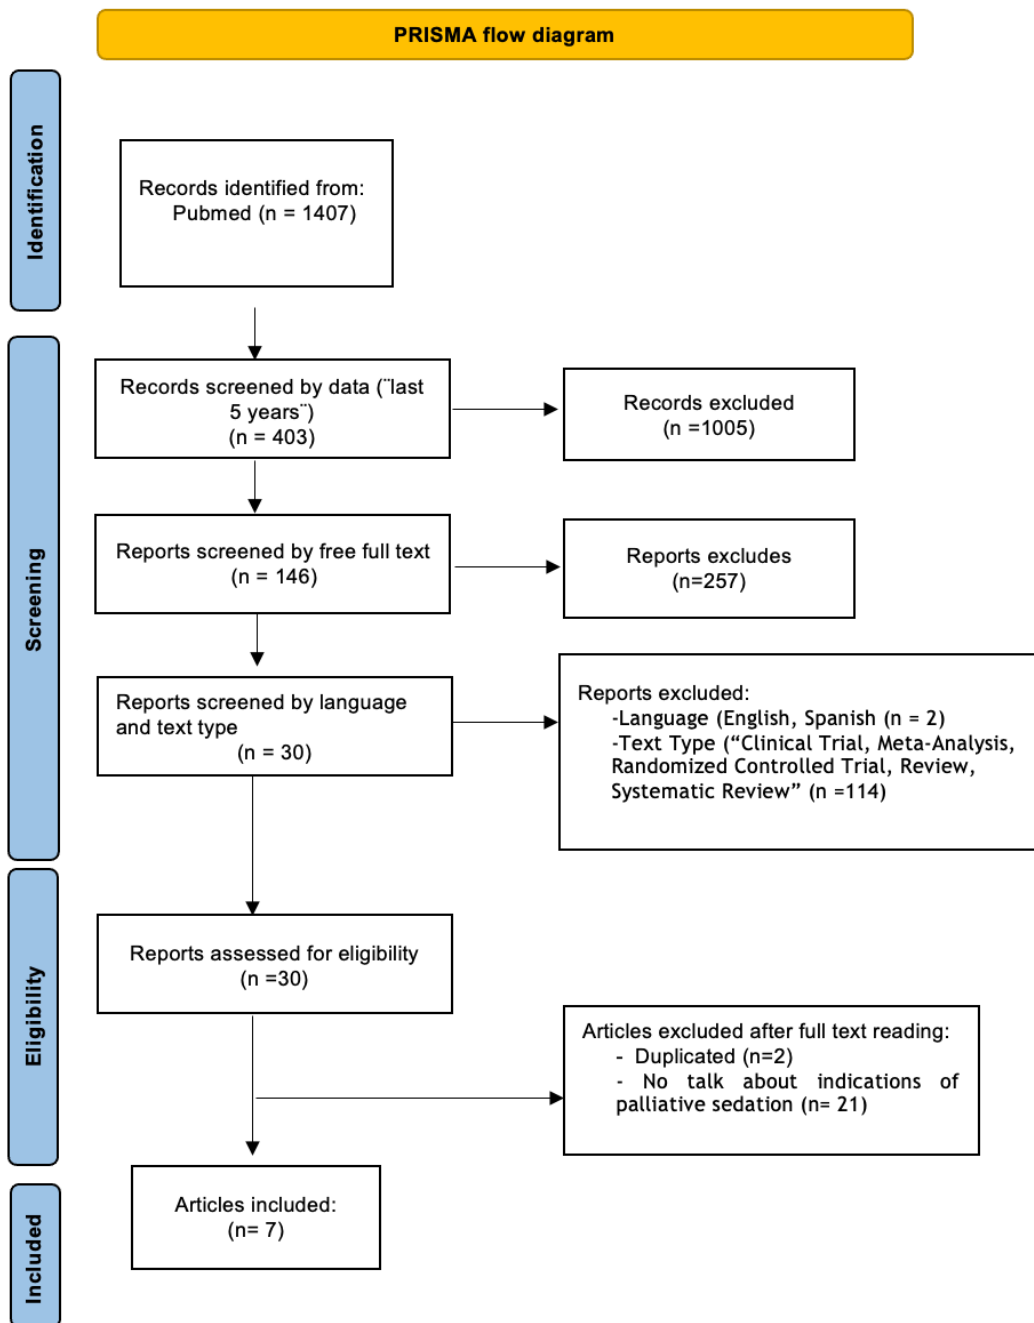 PRISMA flow diagram
Identification
Records identified from:
Pubmed (n = 1407)
Screening
Records screened by data (¨last
5 years¨)
(n = 403)
Records excluded
(n =1005)
Reports screened by free full text
(n = 146)
Reports excludes
(n=257)
Reports screened by language
and text type
(n = 30)
Reports excluded:
-Language (English, Spanish (n = 2)
-Text Type (“Clinical Trial, Meta-Analysis,
Randomized Controlled Trial, Review,
Systematic Review” (n =114)
Eligibility
Reports assessed for eligibility
(n =30)
Articles excluded after full text reading:
- Duplicated (n=2)
- No talk about indications of
palliative sedation (n= 21)
Included
Articles included:
(n= 7)